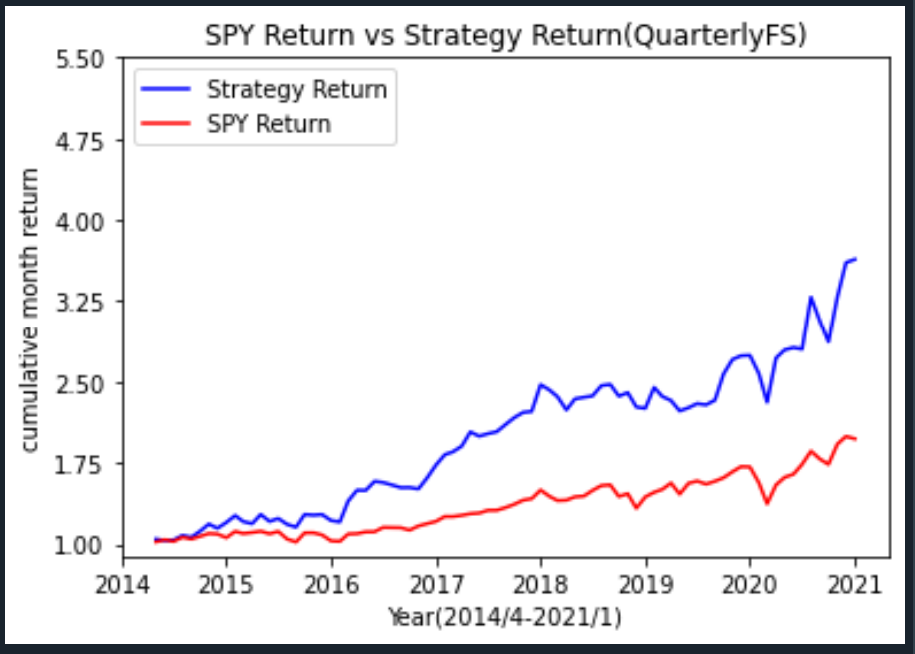 SPY Return vs Strategy Return(QuarterlyFS)
5.50
Strategy Return
SPY Return
4.75
4.00
3.25
2.50
1.75
1.00
cumulative month return
2014 2015 2016 2017 2018 2019 2020 2021
Year(2014/4-2021/1)